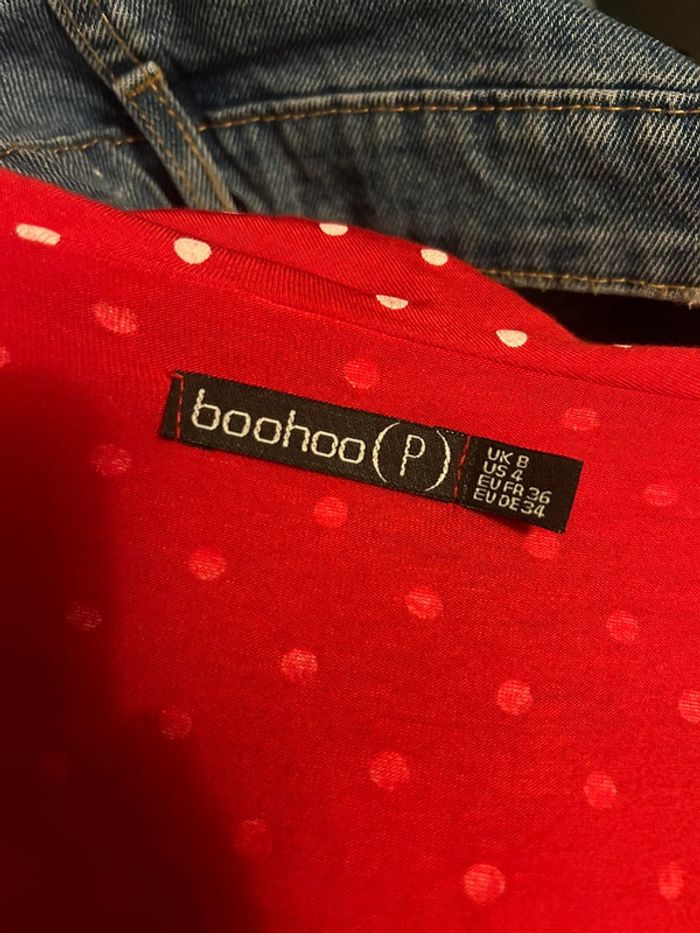 boohoo (P)
UK 8
US 4
EU FR 36
EU DE 34